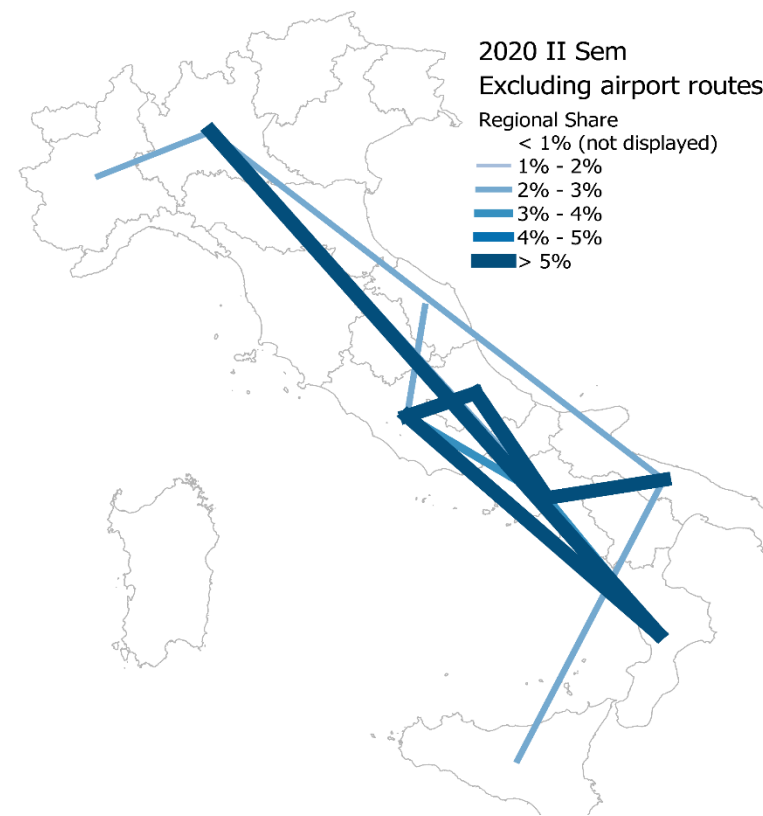 2020 II Sem
Excluding airport routes
Regional Share
< 1% (not displayed)
1% - 2%
2% - 3%
3% - 4%
4% - 5%
> 5%